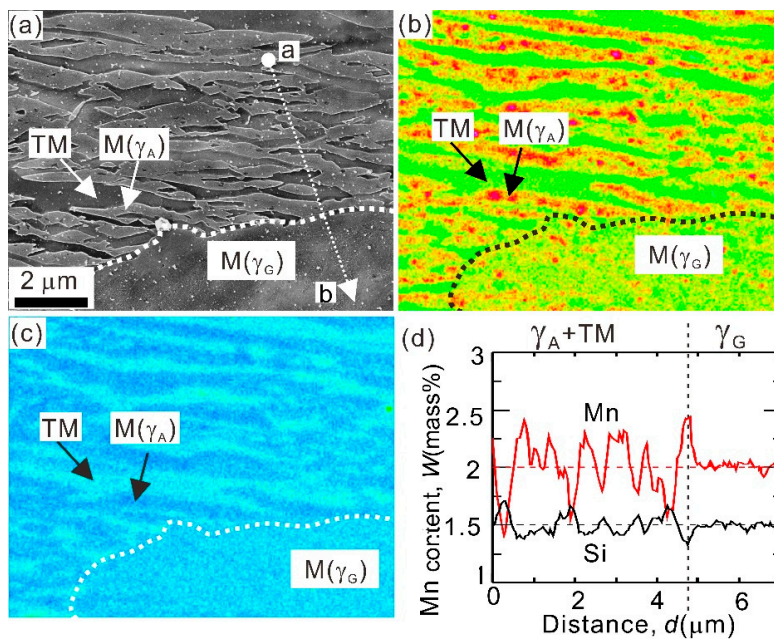 (a)
a
TM
M(γA)
M(γG)
2 μm
b
(b)
TM
M(γA)
M(γG)
(c)
TM
M(γA)
M(γG)
(d)
γA+TM
γG
Mn content, W(mass%)
3
2.5
2
1.5
1
Mn
Si
0
2
4
6
Distance, d(μm)